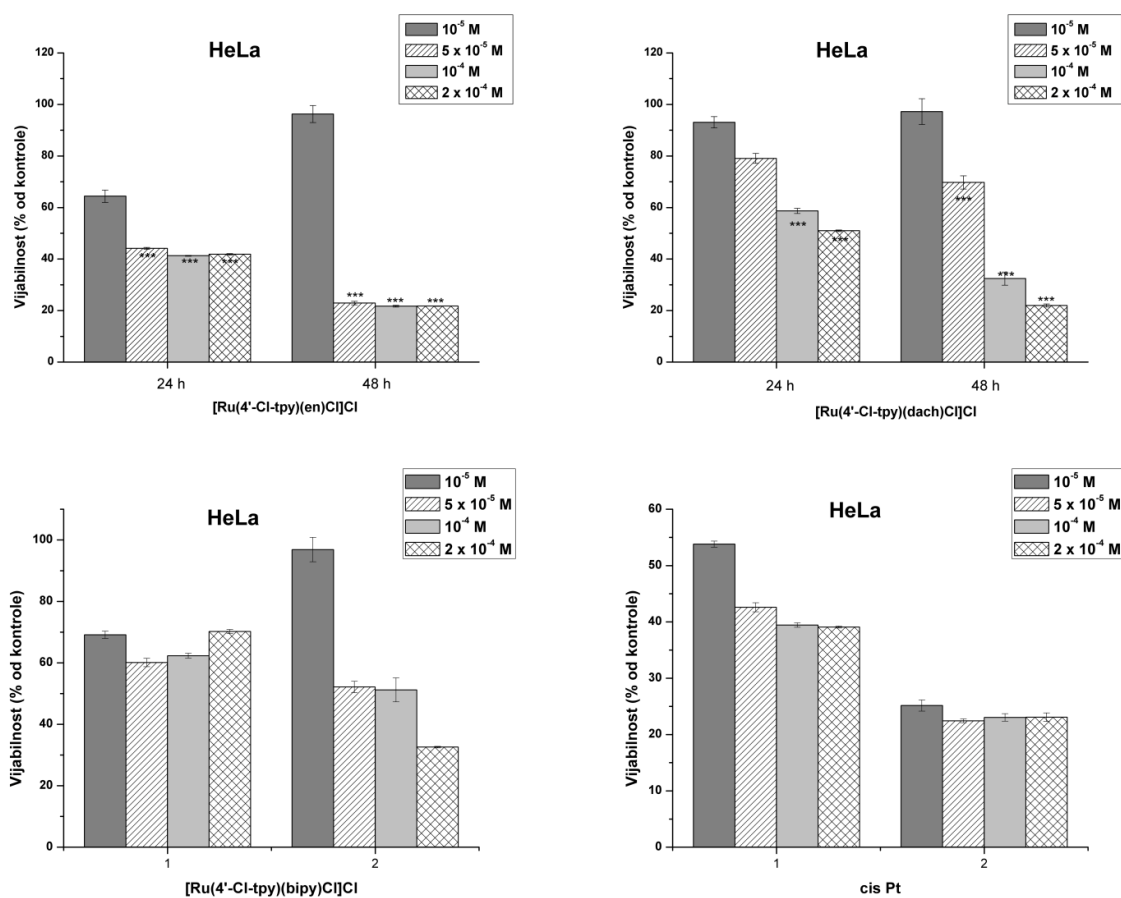 HeLa
10⁻⁵ M
5 x 10⁻⁵ M
10⁻⁴ M
2 x 10⁻⁴ M
Vijabilnost (% od kontrole)
120
100
80
60
40
20
0
*** *** ***
*** *** ***
24 h 48 h
[Ru(4'-Cl-tpy)(en)Cl]Cl
HeLa
10⁻⁵ M
5 x 10⁻⁵ M
10⁻⁴ M
2 x 10⁻⁴ M
Vijabilnost (% od kontrole)
120
100
80
60
40
20
0
***
***
***
***
***
24 h 48 h
[Ru(4'-Cl-tpy)(dach)Cl]Cl
HeLa
10⁻⁵ M
5 x 10⁻⁵ M
10⁻⁴ M
2 x 10⁻⁴ M
Vijabilnost (% od kontrole)
100
80
60
40
20
0
1 2
[Ru(4'-Cl-tpy)(bipy)Cl]Cl
HeLa
10⁻⁵ M
5 x 10⁻⁵ M
10⁻⁴ M
2 x 10⁻⁴ M
Vijabilnost (% od kontrole)
60
50
40
30
20
10
0
1 2
cis Pt